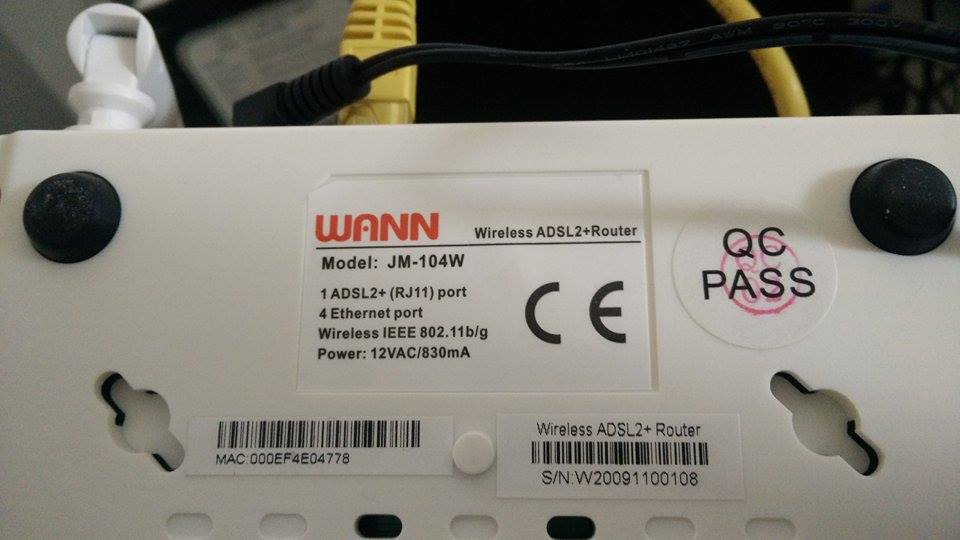 WANN
Wireless ADSL2+Router
Model: JM-104W
1 ADSL2+ (RJ11) port
4 Ethernet port
Wireless IEEE 802.11b/g
Power: 12VAC/830mA
CE
QC
PASS
MAC:000EF4E04778
Wireless ADSL2+ Router
S/N:W20091100108